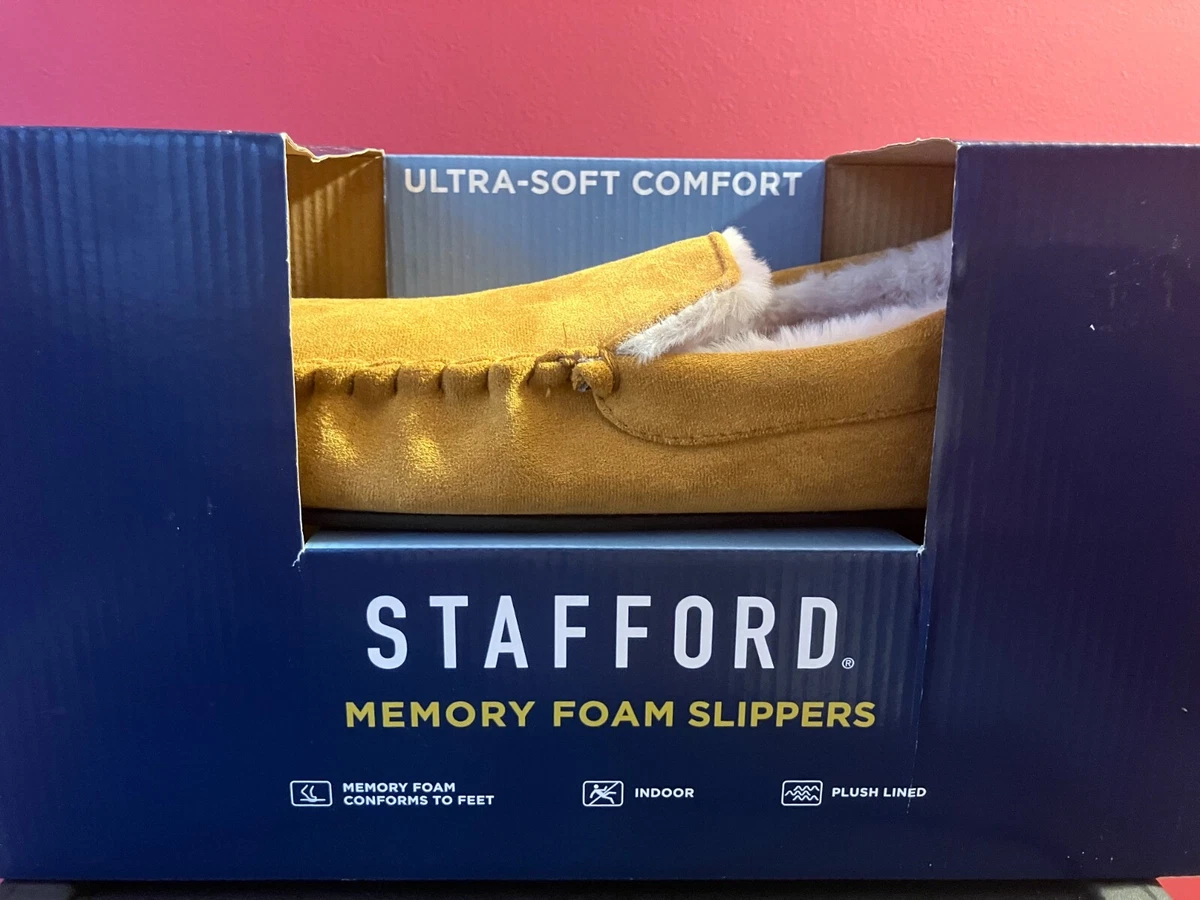 ULTRA-SOFT COMFORT
STAFFORD®
MEMORY FOAM SLIPPERS
MEMORY FOAM
CONFORMS TO FEET
INDOOR
PLUSH LINED